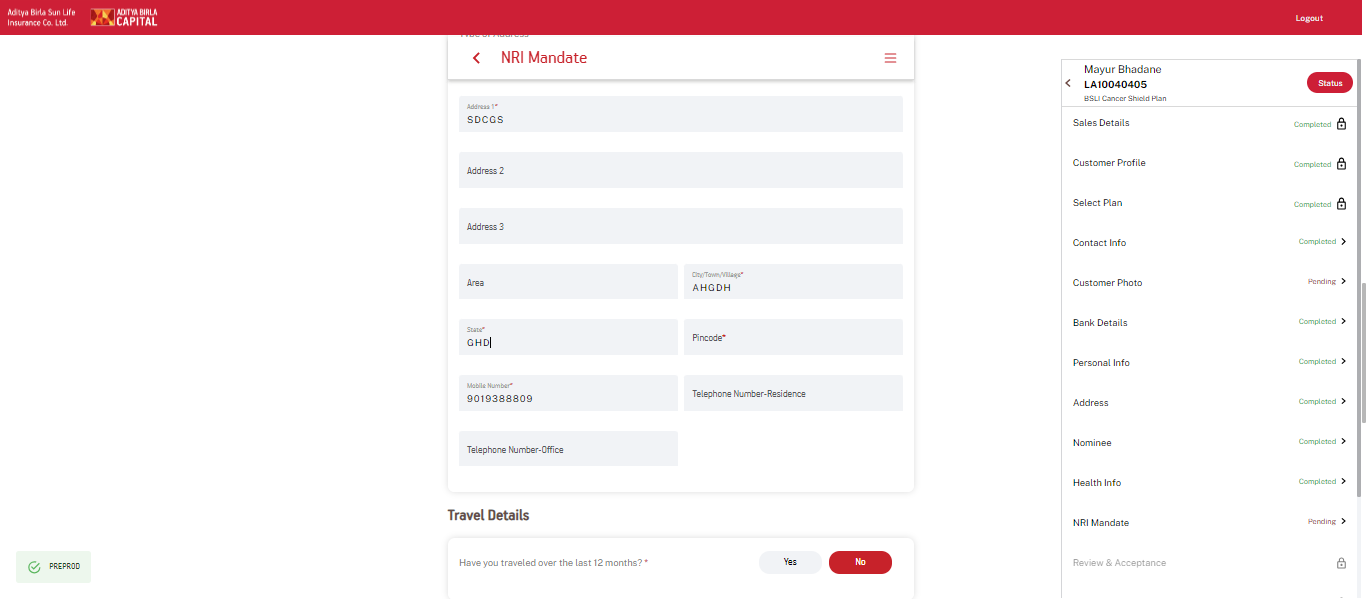 Aditya Birla Sun Life
Insurance Co. Ltd.
ADITYA BIRLA
CAPITAL
Logout
Type of Address
NRI Mandate
Address 1*
SDCGS
Address 2
Address 3
Area
City/Town/Village*
AHGDH
State*
GHD
Pincode*
Mobile Number*
9019388809
Telephone Number-Residence
Telephone Number-Office
Travel Details
Have you traveled over the last 12 months? *
Yes
No
PREPROD
Mayur Bhadane
LA10040405
BSLI Cancer Shield Plan
Status
Sales Details
Completed
Customer Profile
Completed
Select Plan
Completed
Contact Info
Completed
Customer Photo
Pending
Bank Details
Completed
Personal Info
Completed
Address
Completed
Nominee
Completed
Health Info
Completed
NRI Mandate
Pending
Review & Acceptance